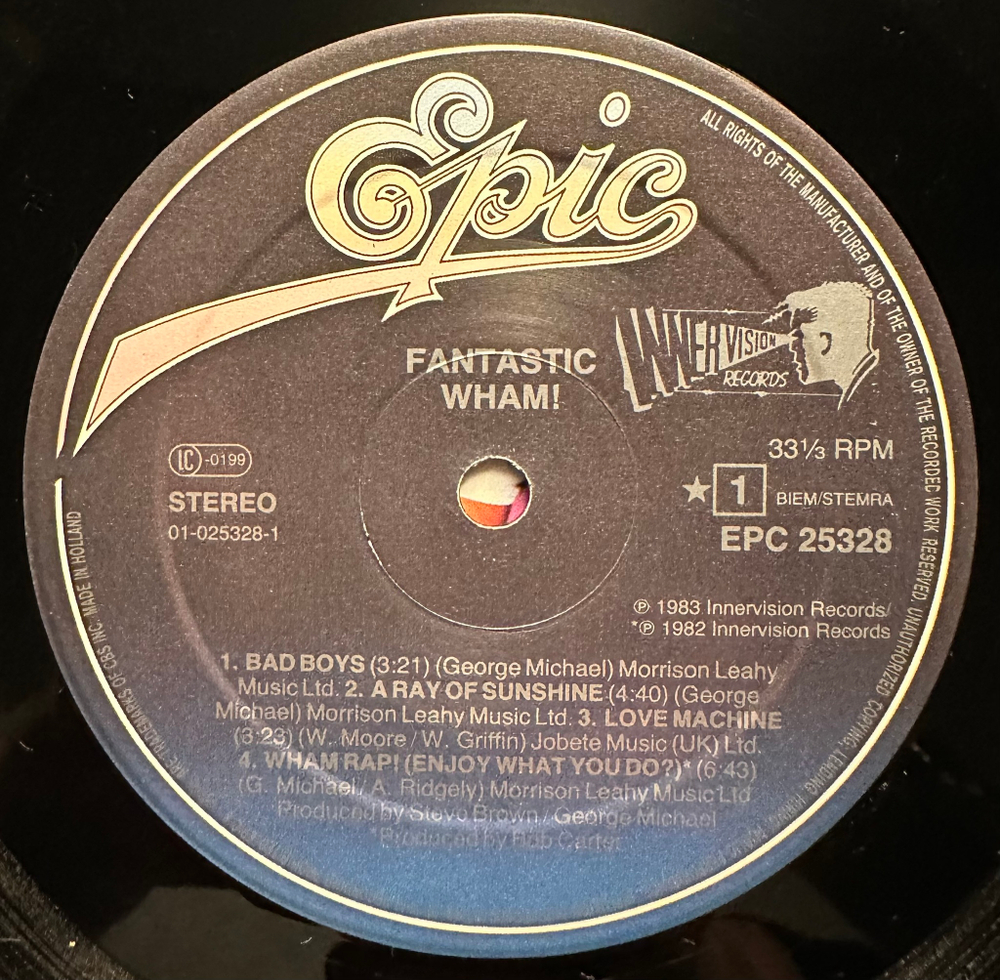 Epic
INNERVISION
RECORDS
FANTASTIC
WHAM!
LC -0199
STEREO
01-025328-1
33⅓ RPM
★ 1 BIEM/STEMRA
EPC 25328
℗ 1983 Innervision Records/
*℗ 1982 Innervision Records
1. BAD BOYS (3:21) (George Michael) Morrison Leahy
Music Ltd. 2. A RAY OF SUNSHINE (4:40) (George
Michael) Morrison Leahy Music Ltd. 3. LOVE MACHINE
(3:23) (W. Moore / W. Griffin) Jobete Music (UK) Ltd.
4. WHAM RAP! (ENJOY WHAT YOU DO?)* (6:43)
(G. Michael / A. Ridgely) Morrison Leahy Music Ltd
Produced by Steve Brown / George Michael
*Produced by Bob Carter
ALL RIGHTS OF THE MANUFACTURER AND OF THE OWNER OF THE RECORDED WORK RESERVED. UNAUTHORIZED COPYING, LENDING,
TRADEMARKS OF CBS INC. MADE IN HOLLAND